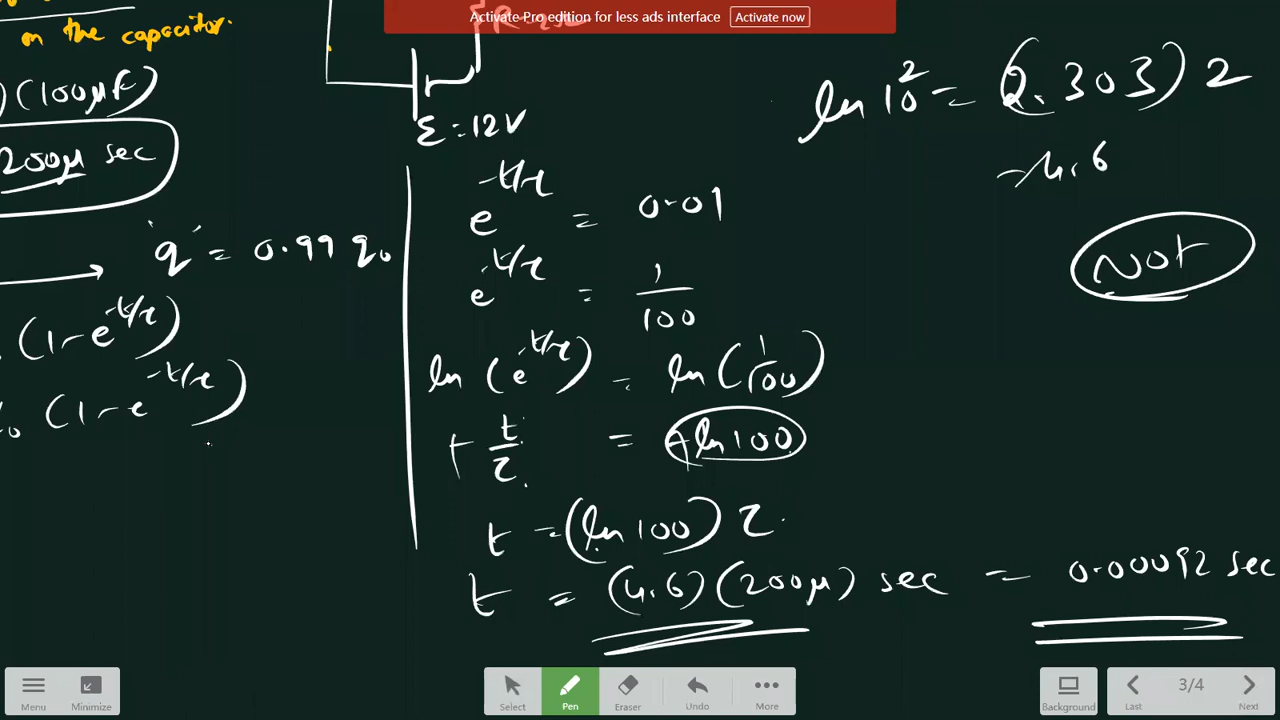 Activate Pro edition for less ads interface Activate now
on the capacitor.
)(100μF)
200μ sec
ε = 12V
ln 10² = (2.303) 2
~ 4.6
Not
'q' = 0.99 q₀
(1-e^{-t/τ})
₀ (1-e^{-t/τ})
e^{-t/τ} = 0.01
e^{-t/τ} = 1/100
ln (e^{-t/τ}) = ln (1/100)
+ t/τ = + ln 100
t = (ln 100) τ
t = (4.6) (200μ) sec = 0.00092 sec
Menu
Minimize
Select
Pen
Eraser
Undo
More
Background
Last
3/4
Next